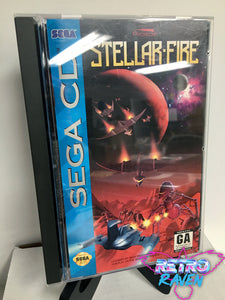 SEGA
STELLAR-FIRE
SEGA CD
GA
SEGA
RETRO
RAVEN